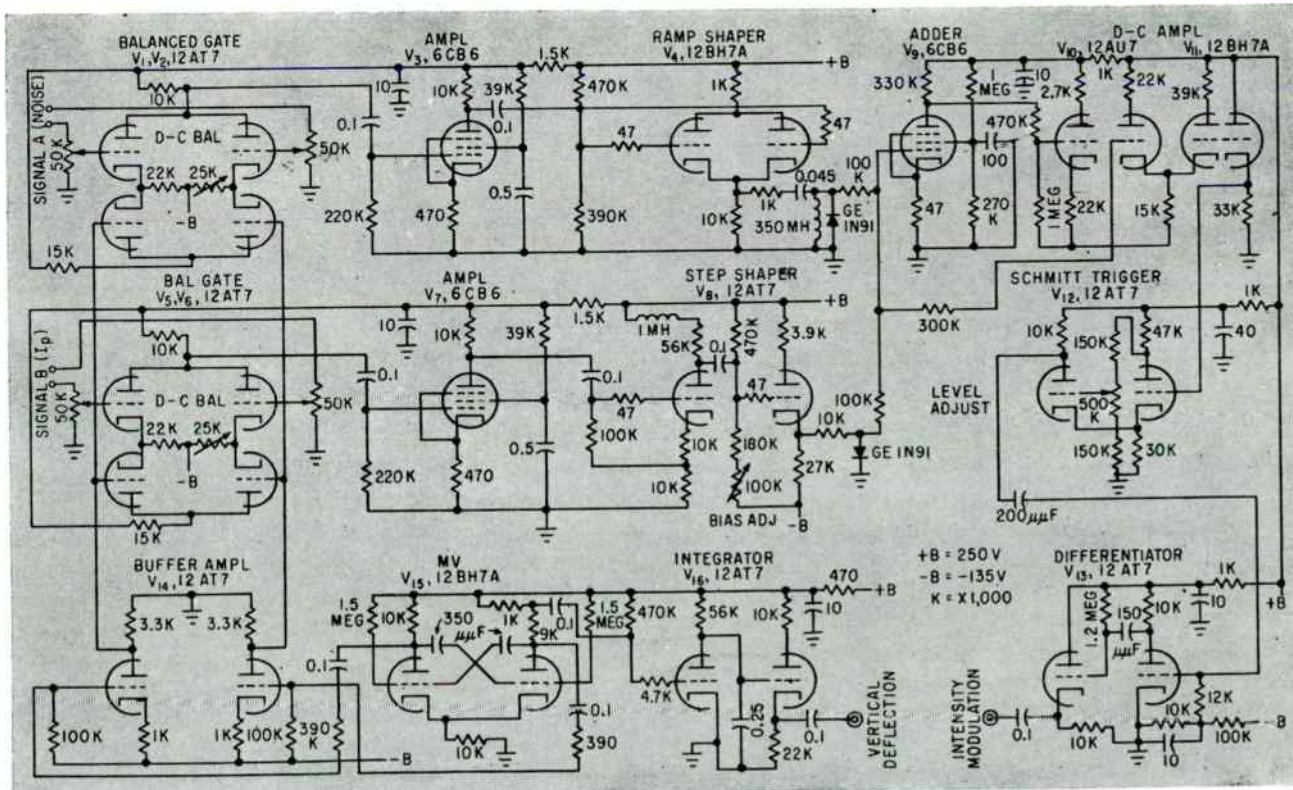 BALANCED GATE
V1,V2, 12AT7
AMPL
V3, 6CB6
1.5K
RAMP SHAPER
V4, 12BH7A
+B
ADDER
V9, 6CB6
D-C AMPL
V10, 12AU7
V11, 12BH7A
SIGNAL A (NOISE)
50K
10K
D-C BAL
50K
22K
25K
-B
15K
10
0.1
220K
10K
39K
0.1
470
0.5
470K
47
390K
1K
47
1K
0.045
10K
350MH
GE
1N91
100
K
330K
1
MEG
10
470
K
100
47
270
K
1 MEG
2.7K
1K
22K
22K
15K
39K
33K
BAL GATE
V5, V6, 12AT7
AMPL
V7, 6CB6
STEP SHAPER
V8, 12AT7
+B
SCHMITT TRIGGER
V12, 12AT7
1K
SIGNAL B (Ip)
50K
10K
D-C BAL
50K
22K
25K
-B
15K
10
0.1
220K
10K
39K
470
0.5
1.5K
1MH
56K
0.1
470K
3.9K
0.1
47
100K
10K
10K
47
180K
100K
BIAS ADJ
27K
-B
10K
GE 1N91
100K
300K
LEVEL
ADJUST
10K
150K
47K
500
K
150K
30K
40
200μμF
BUFFER AMPL
V14, 12AT7
MV
V15, 12BH7A
INTEGRATOR
V16, 12AT7
470
+B
+B = 250V
-B = -135V
K = X1,000
DIFFERENTIATOR
V13, 12AT7
1K
+B
3.3K
3.3K
0.1
100K
1K
1K
100K
390
K
-B
1.5
MEG
10K
350
μμF
1K
0.1
9K
1.5
MEG
10K
0.1
390
470K
4.7K
56K
10K
10
0.25
22K
0.1
VERTICAL
DEFLECTION
INTENSITY
MODULATION
0.1
1.2 MEG
150
μμF
10K
10
12K
10K
10K
10
100K
-B